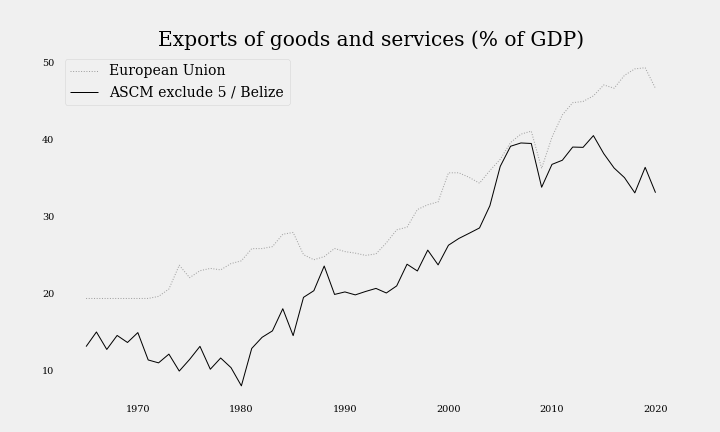 Exports of goods and services (% of GDP)
European Union
ASCM exclude 5 / Belize
50
40
30
20
10
1970 1980 1990 2000 2010 2020